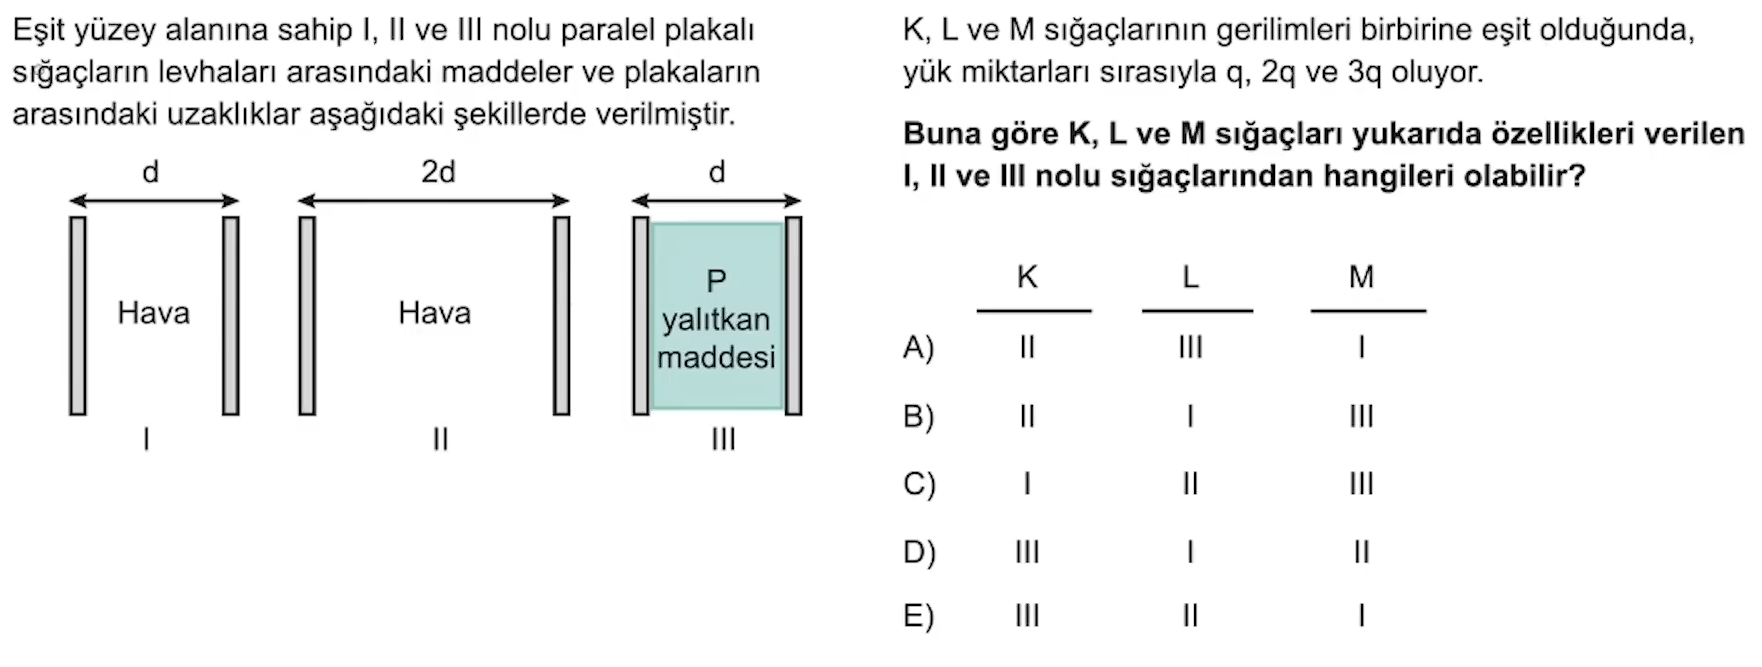 Eşit yüzey alanına sahip I, II ve III nolu paralel plakalı
sığaçların levhaları arasındaki maddeler ve plakaların
arasındaki uzaklıklar aşağıdaki şekillerde verilmiştir.
d 2d d
Hava Hava P
yalıtkan
maddesi
I II III
K, L ve M sığaçlarının gerilimleri birbirine eşit olduğunda,
yük miktarları sırasıyla q, 2q ve 3q oluyor.
Buna göre K, L ve M sığaçları yukarıda özellikleri verilen
I, II ve III nolu sığaçlarından hangileri olabilir?
K L M
A) II III I
B) II I III
C) I II III
D) III I II
E) III II I